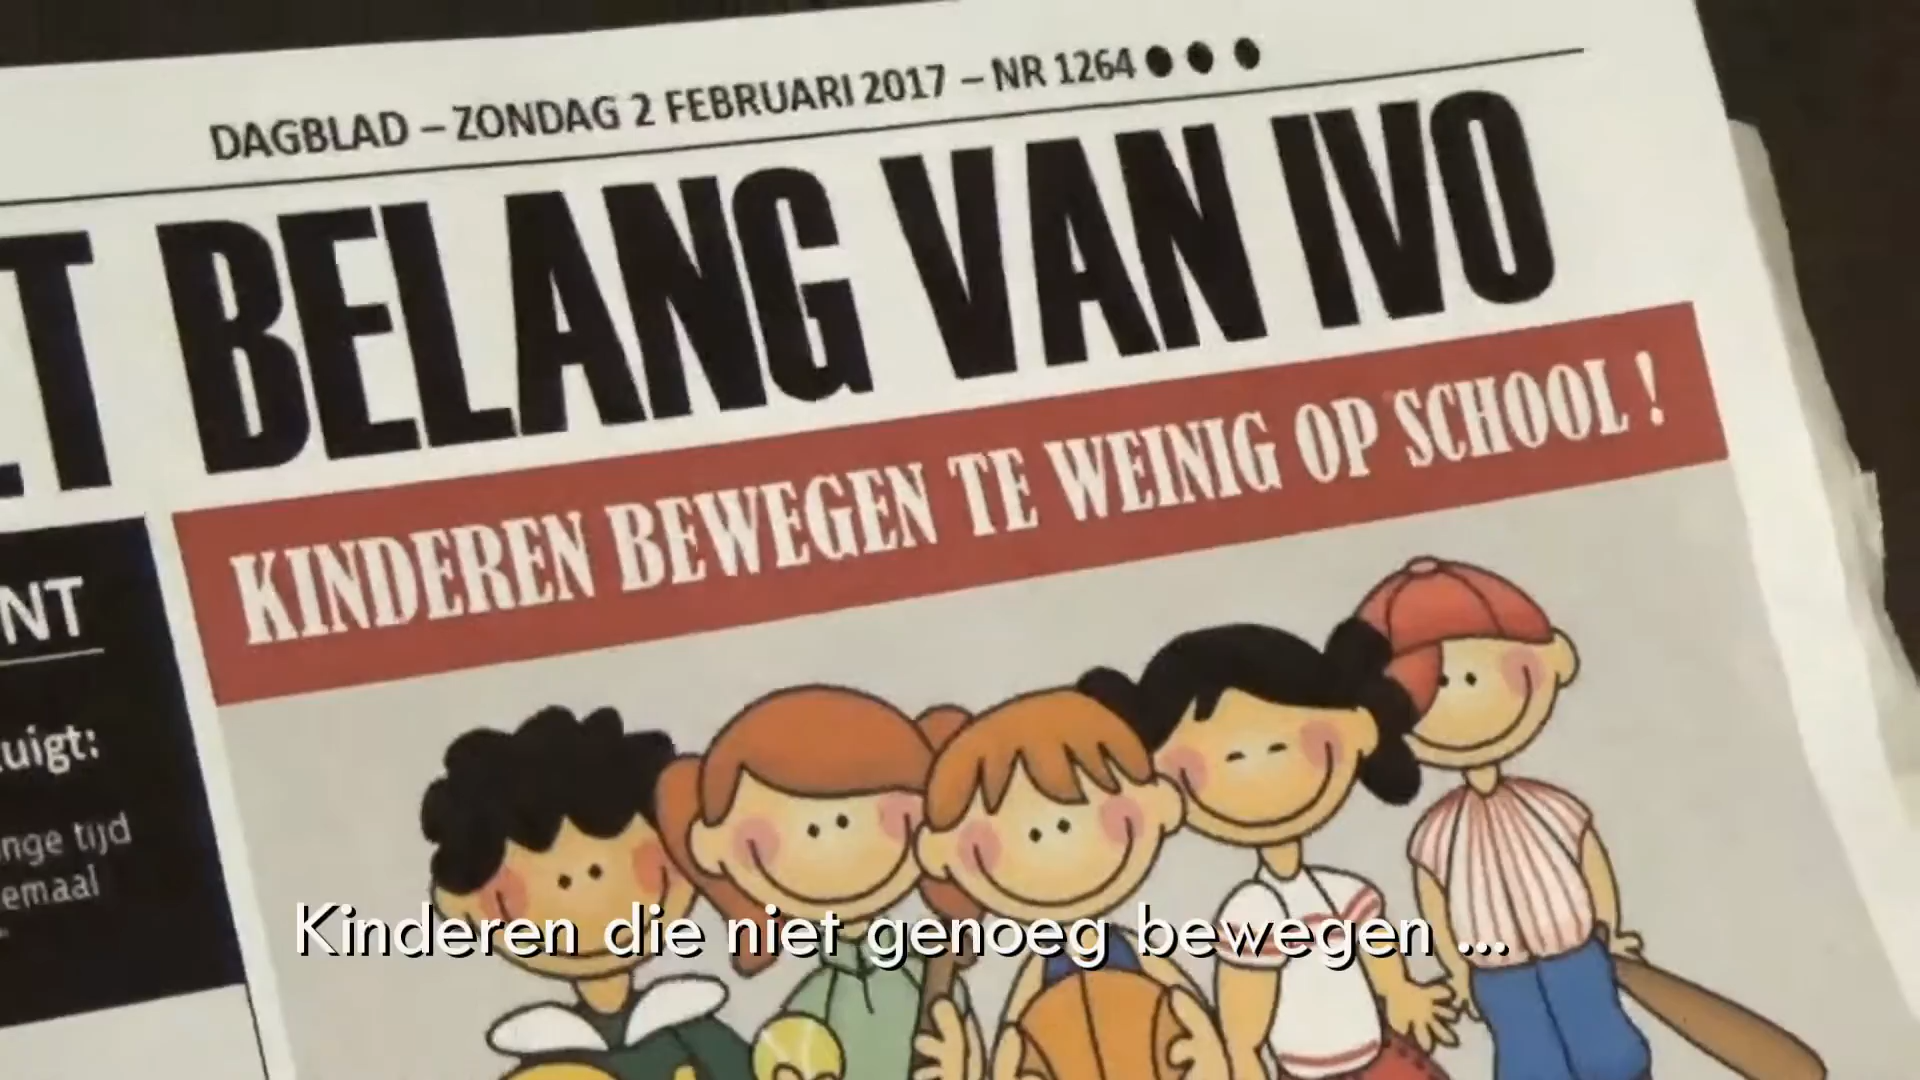 DAGBLAD – ZONDAG 2 FEBRUARI 2017 – NR 1264
T BELANG VAN IVO
KINDEREN BEWEGEN TE WEINIG OP SCHOOL !
NT
uigt:
nge tijd
emaal
Kinderen die niet genoeg bewegen ...